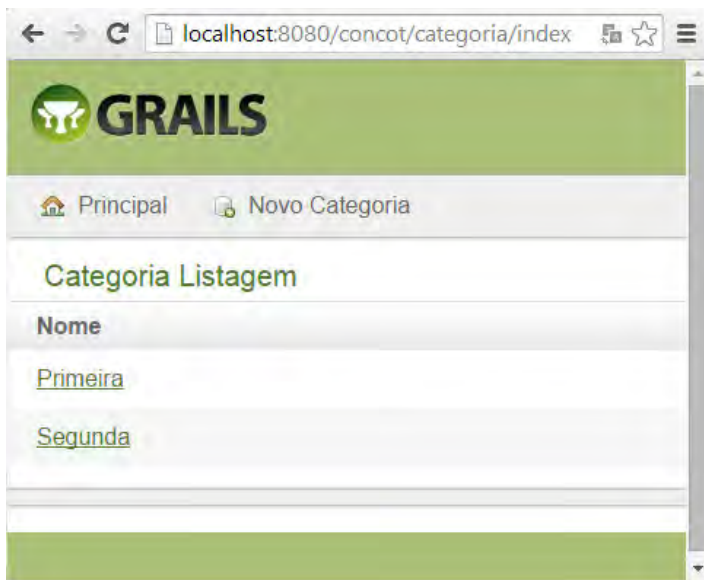 localhost:8080/concot/categoria/index
GRAILS
Principal Novo Categoria
Categoria Listagem
Nome
Primeira
Segunda